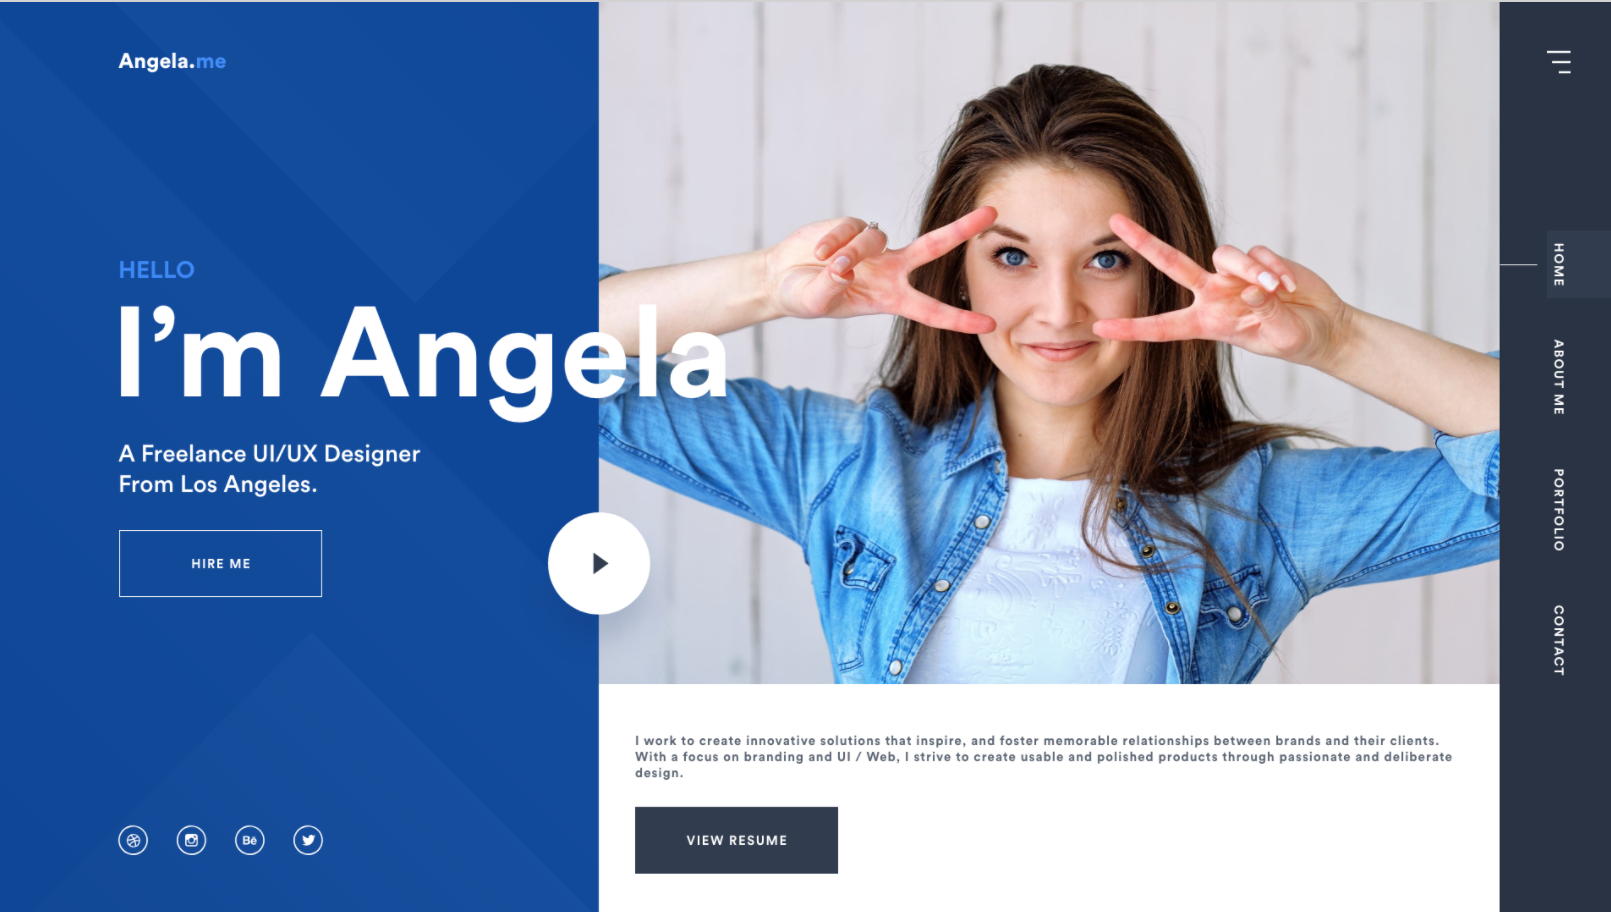 Angela.me
HELLO
I’m Angela
A Freelance UI/UX Designer
From Los Angeles.
HIRE ME
Bē
I work to create innovative solutions that inspire, and foster memorable relationships between brands and their clients.
With a focus on branding and UI / Web, I strive to create usable and polished products through passionate and deliberate
design.
VIEW RESUME
HOME
ABOUT ME
PORTFOLIO
CONTACT